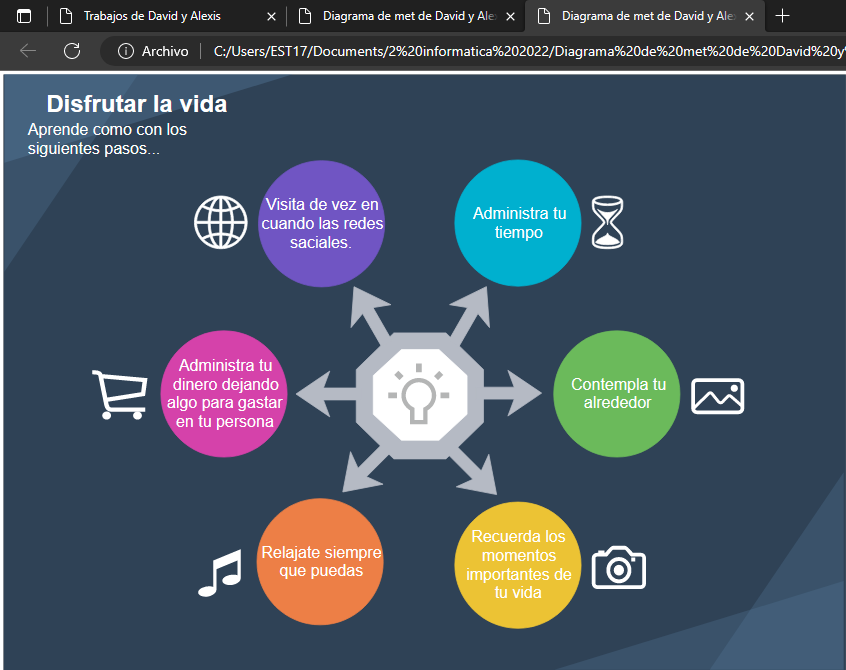 Trabajos de David y Alexis
Diagrama de met de David y Ale
Diagrama de met de David y Ale
Archivo
C:/Users/EST17/Documents/2%20informatica%202022/Diagrama%20de%20met%20de%20David%20y%
Disfrutar la vida
Aprende como con los
siguientes pasos...
Visita de vez en
cuando las redes
saciales.
Administra tu
tiempo
Administra tu
dinero dejando
algo para gastar
en tu persona
Contempla tu
alrededor
Relajate siempre
que puedas
Recuerda los
momentos
importantes de
tu vida